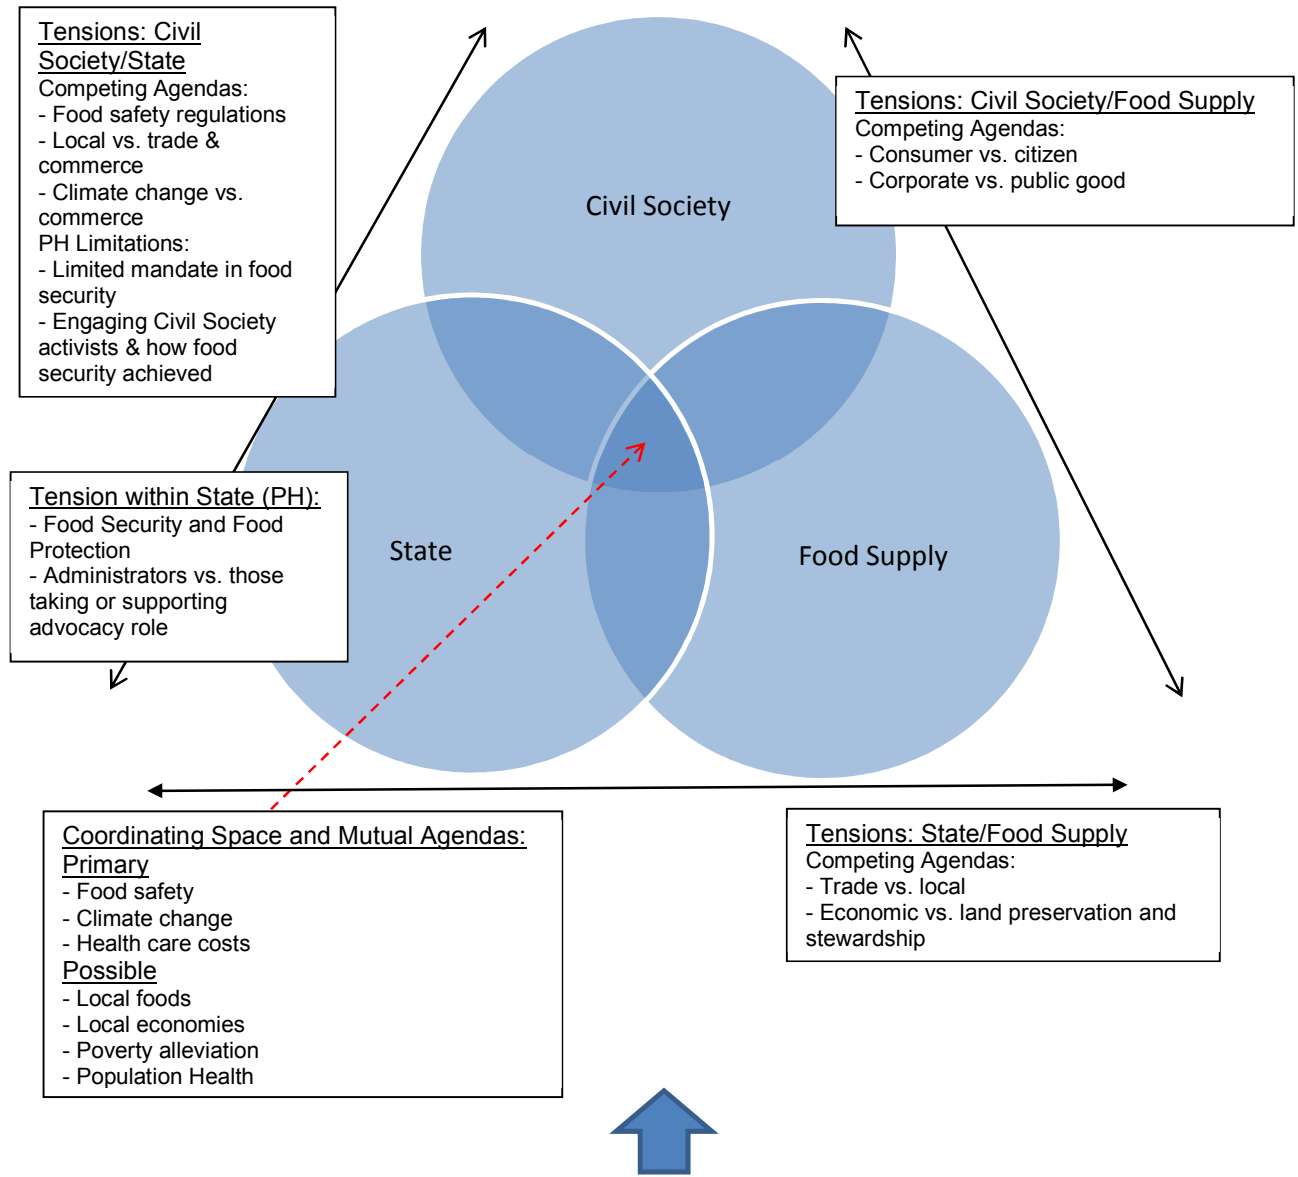 Tensions: Civil
Society/State
Competing Agendas:
- Food safety regulations
- Local vs. trade &
commerce
- Climate change vs.
commerce
PH Limitations:
- Limited mandate in food
security
- Engaging Civil Society
activists & how food
security achieved
Tensions: Civil Society/Food Supply
Competing Agendas:
- Consumer vs. citizen
- Corporate vs. public good
Civil Society
Tension within State (PH):
- Food Security and Food
Protection
- Administrators vs. those
taking or supporting
advocacy role
State
Food Supply
Coordinating Space and Mutual Agendas:
Primary
- Food safety
- Climate change
- Health care costs
Possible
- Local foods
- Local economies
- Poverty alleviation
- Population Health
Tensions: State/Food Supply
Competing Agendas:
- Trade vs. local
- Economic vs. land preservation and
stewardship